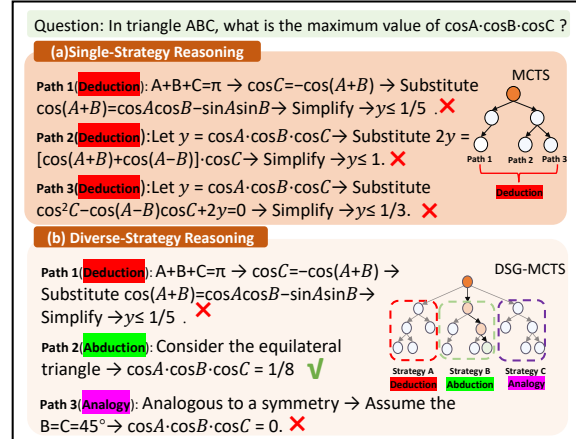 Question: In triangle ABC, what is the maximum value of cosA·cosB·cosC ?
(a)Single-Strategy Reasoning
Path 1(Deduction): A+B+C=π → cosC=−cos(A+B) → Substitute
cos(A+B)=cosAcosB−sinAsinB→ Simplify →y≤ 1/5 . ✕
Path 2(Deduction):Let y = cosA·cosB·cosC→ Substitute 2y =
[cos(A+B)+cos(A−B)]·cosC→ Simplify →y≤ 1. ✕
Path 3(Deduction):Let y = cosA·cosB·cosC→ Substitute
cos²C−cos(A−B)cosC+2y=0 → Simplify →y≤ 1/3. ✕
MCTS
Path 1 Path 2 Path 3
Deduction
(b) Diverse-Strategy Reasoning
Path 1(Deduction): A+B+C=π → cosC=−cos(A+B) →
Substitute cos(A+B)=cosAcosB−sinAsinB→
Simplify →y≤ 1/5 . ✕
Path 2(Abduction): Consider the equilateral
triangle → cosA·cosB·cosC = 1/8 √
Path 3(Analogy): Analogous to a symmetry → Assume the
B=C=45°→ cosA·cosB·cosC = 0. ✕
DSG-MCTS
Strategy A Strategy B Strategy C
Deduction Abduction Analogy